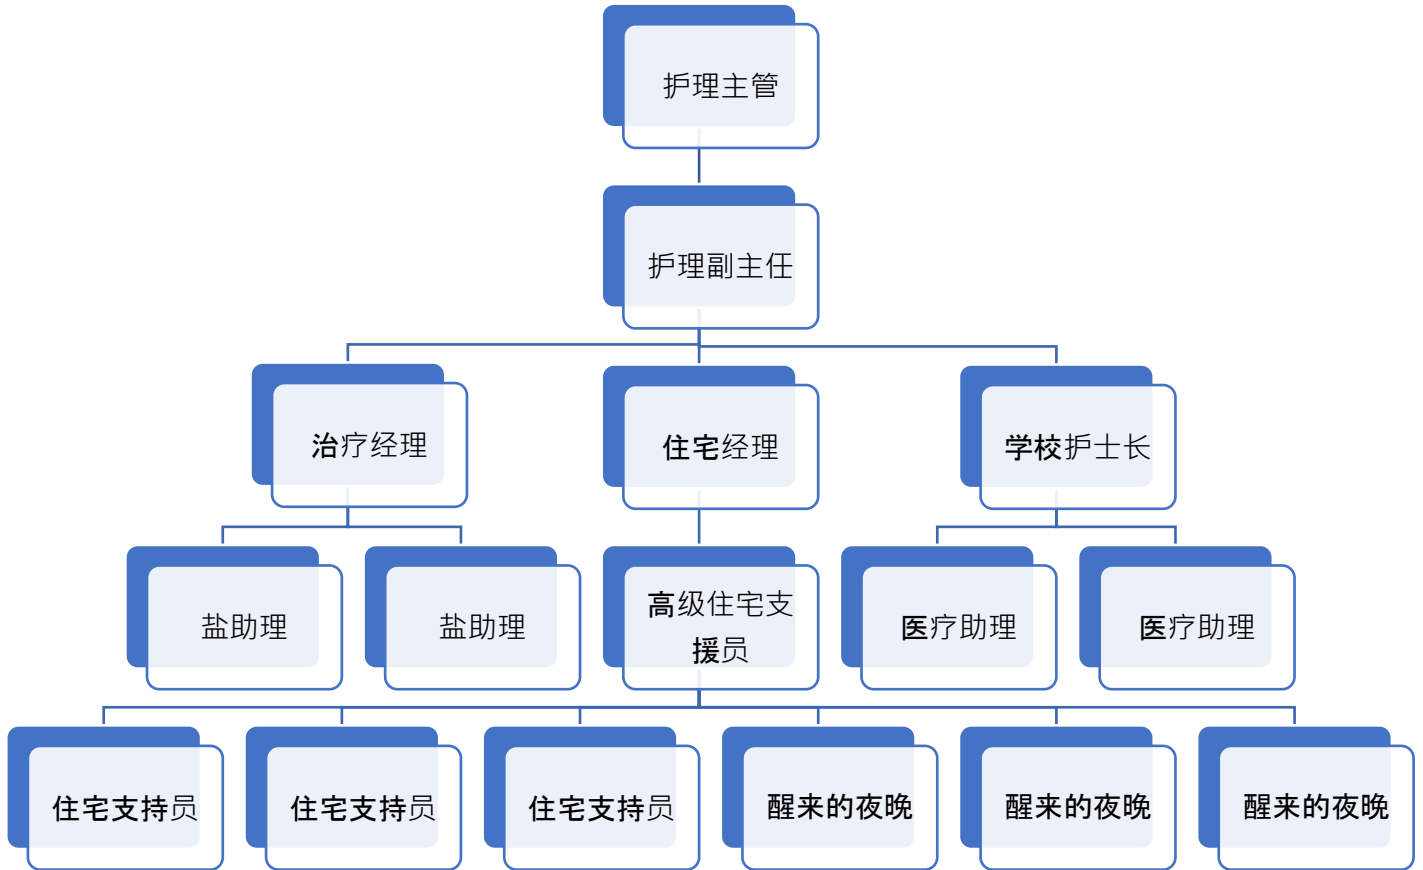 护理主管
护理副主任
治疗经理
住宅经理
学校护士长
盐助理
盐助理
高级住宅支
援员
医疗助理
医疗助理
住宅支持员
住宅支持员
住宅支持员
醒来的夜晚
醒来的夜晚
醒来的夜晚